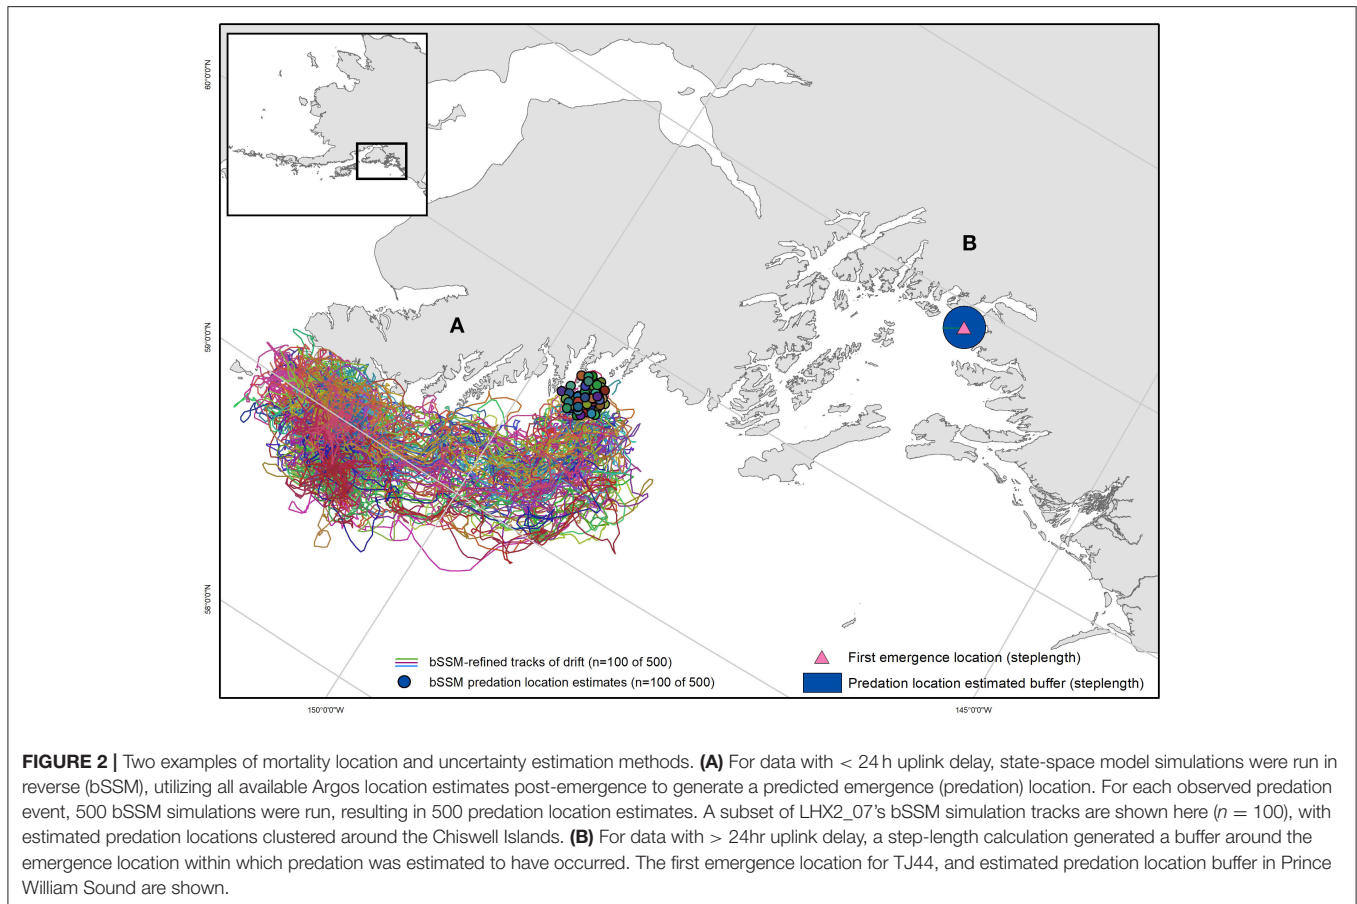 60°0'0"N
B
A
59°0'0"N
58°0'0"N
bSSM-refined tracks of drift (n=100 of 500)
bSSM predation location estimates (n=100 of 500)
First emergence location (steplength)
Predation location estimated buffer (steplength)
150°0'0"W
145°0'0"W
FIGURE 2 | Two examples of mortality location and uncertainty estimation methods. (A) For data with < 24 h uplink delay, state-space model simulations were run in
reverse (bSSM), utilizing all available Argos location estimates post-emergence to generate a predicted emergence (predation) location. For each observed predation
event, 500 bSSM simulations were run, resulting in 500 predation location estimates. A subset of LHX2_07's bSSM simulation tracks are shown here (n = 100), with
estimated predation locations clustered around the Chiswell Islands. (B) For data with > 24hr uplink delay, a step-length calculation generated a buffer around the
emergence location within which predation was estimated to have occurred. The first emergence location for TJ44, and estimated predation location buffer in Prince
William Sound are shown.